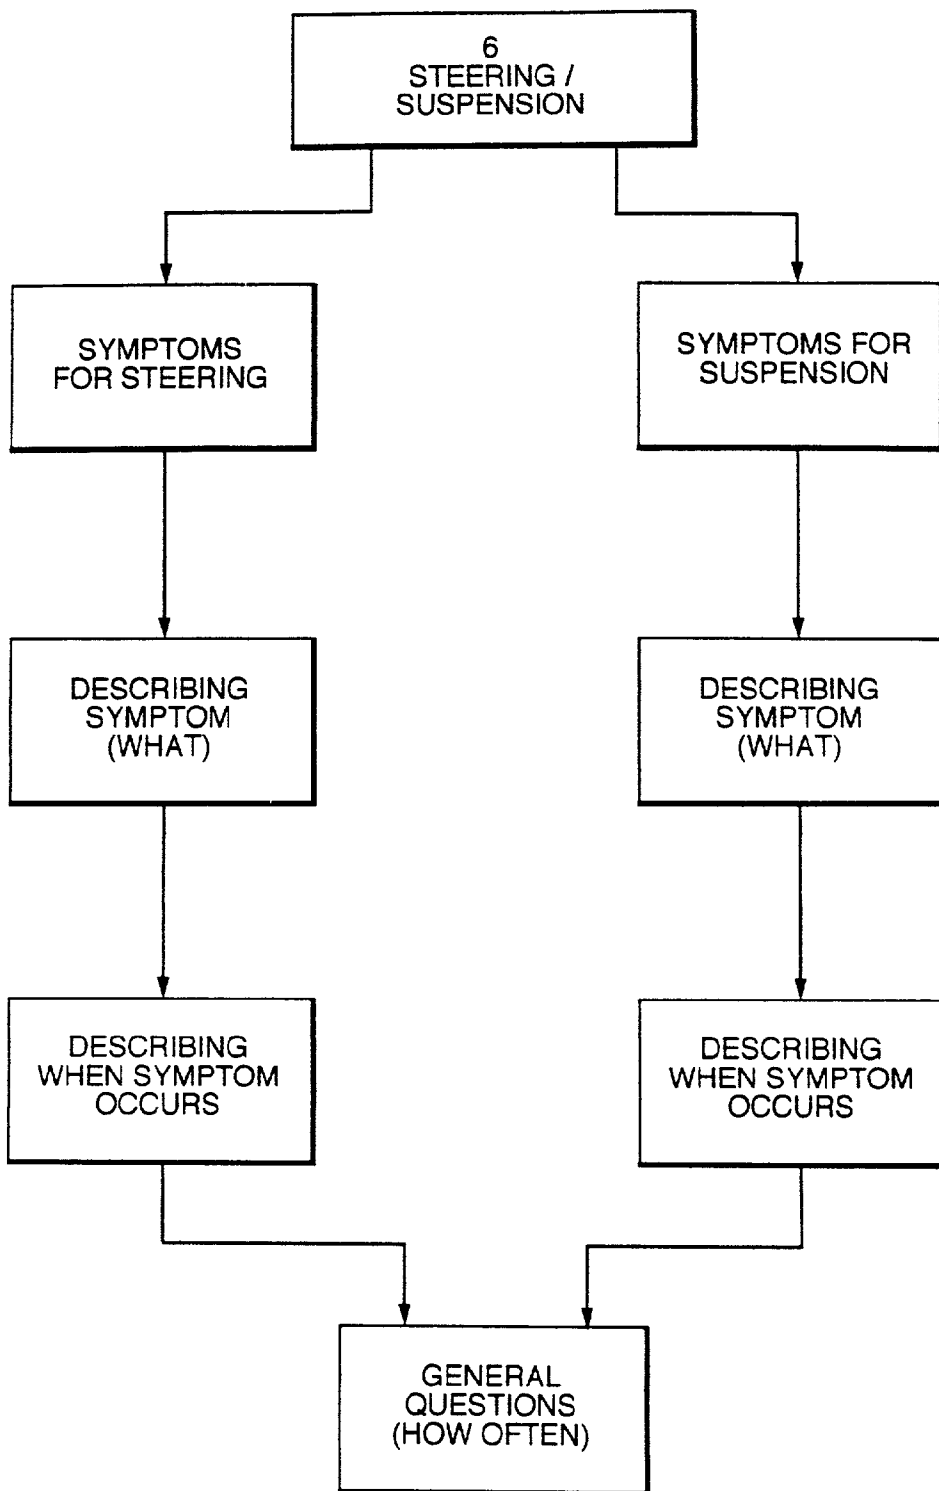 6
STEERING /
SUSPENSION
SYMPTOMS
FOR STEERING
SYMPTOMS FOR
SUSPENSION
DESCRIBING
SYMPTOM
(WHAT)
DESCRIBING
SYMPTOM
(WHAT)
DESCRIBING
WHEN SYMPTOM
OCCURS
DESCRIBING
WHEN SYMPTOM
OCCURS
GENERAL
QUESTIONS
(HOW OFTEN)